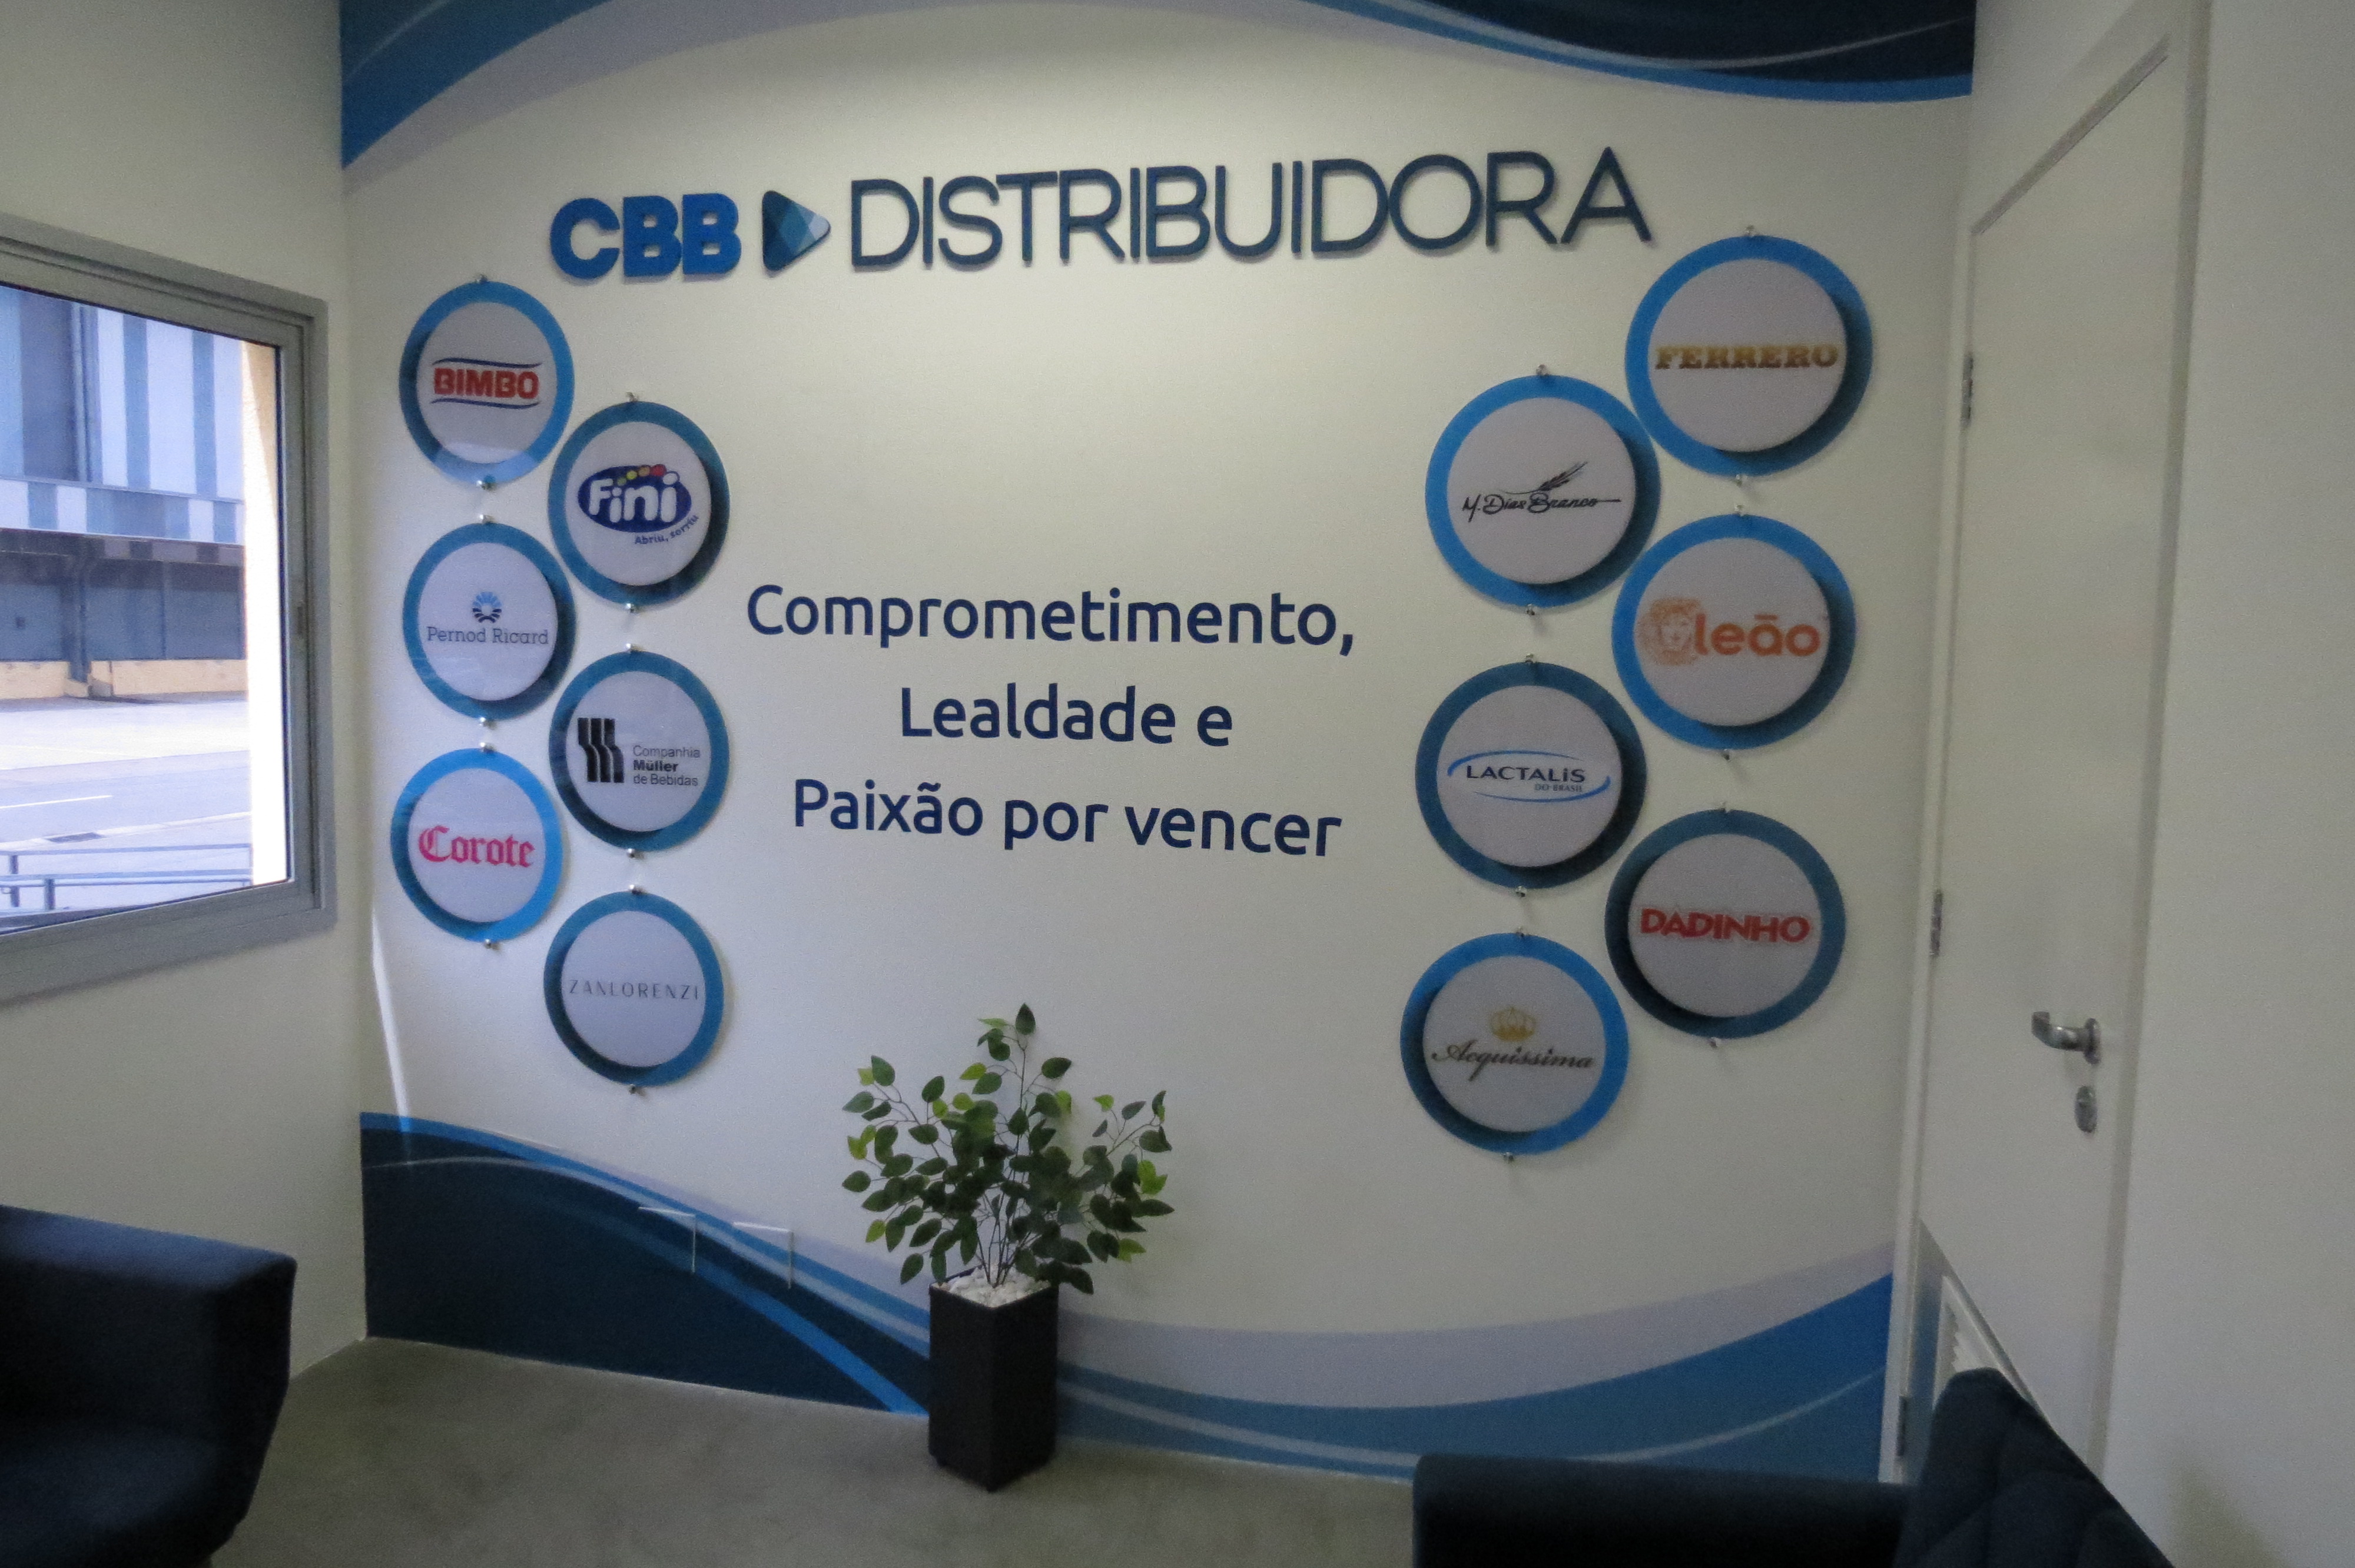 CBB DISTRIBUIDORA
BIMBO
Fini
Abriu, sorriu
Pernod Ricard
Companhia
Müller
de Bebidas
Corote
ZANLORENZI
Comprometimento,
Lealdade e
Paixão por vencer
FERRERO
M. Dias Branco
leão
LACTALiS
DO BRASIL
DADINHO
Acquissima